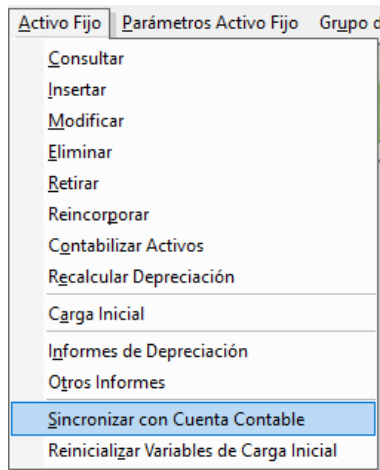 Activo Fijo Parámetros Activo Fijo Grupo d
Consultar
Insertar
Modificar
Eliminar
Retirar
Reincorporar
Contabilizar Activos
Recalcular Depreciación
Carga Inicial
Informes de Depreciación
Otros Informes
Sincronizar con Cuenta Contable
Reinicializar Variables de Carga Inicial